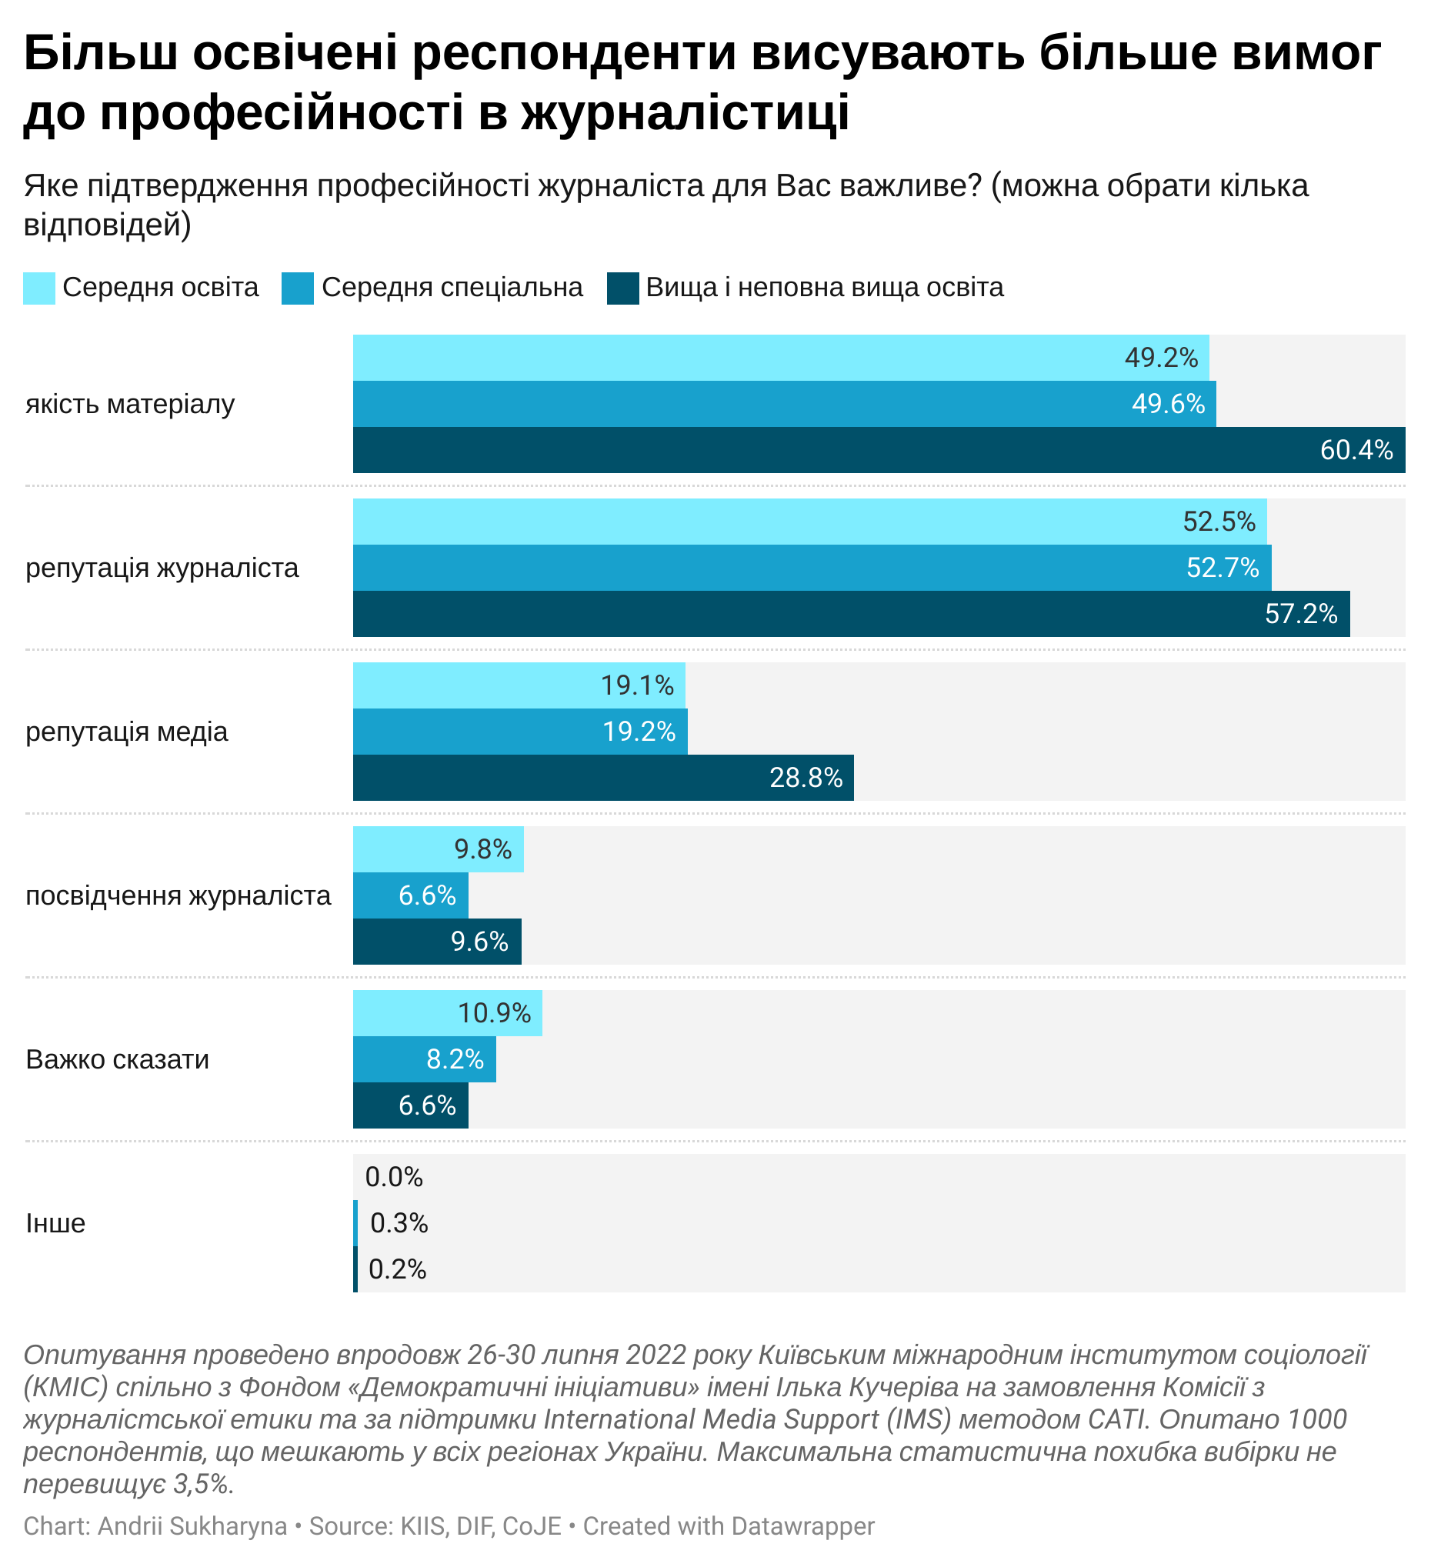 Більш освічені респонденти висувають більше вимог
до професійності в журналістиці
Яке підтвердження професійності журналіста для Вас важливе? (можна обрати кілька
відповідей)
Середня освіта Середня спеціальна Вища і неповна вища освіта
якість матеріалу
49.2%
49.6%
60.4%
репутація журналіста
52.5%
52.7%
57.2%
репутація медіа
19.1%
19.2%
28.8%
посвідчення журналіста
9.8%
6.6%
9.6%
Важко сказати
10.9%
8.2%
6.6%
Інше
0.0%
0.3%
0.2%
Опитування проведено впродовж 26-30 липня 2022 року Київським міжнародним інститутом соціології
(КМІС) спільно з Фондом «Демократичні ініціативи» імені Ілька Кучеріва на замовлення Комісії з
журналістської етики та за підтримки International Media Support (IMS) методом CATI. Опитано 1000
респондентів, що мешкають у всіх регіонах України. Максимальна статистична похибка вибірки не
перевищує 3,5%.
Chart: Andrii Sukharyna • Source: KIIS, DIF, CoJE • Created with Datawrapper